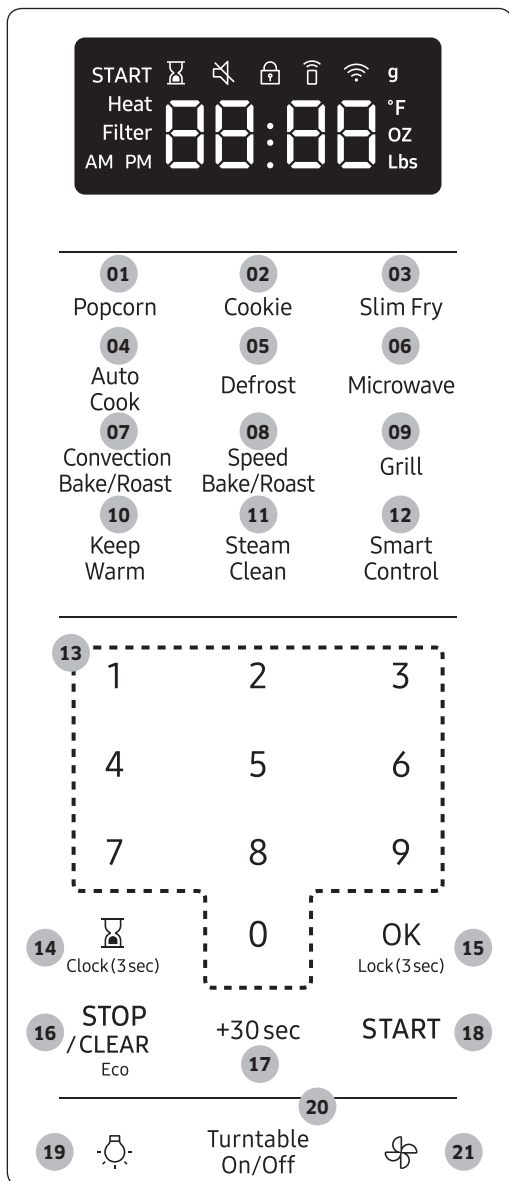 START g
Heat °F
Filter 88:88 OZ
AM PM Lbs
01 02 03
Popcorn Cookie Slim Fry
04 05 06
Auto
Cook
Defrost Microwave
07 08 09
Convection
Bake/Roast
Speed
Bake/Roast
Grill
10 11 12
Keep
Warm
Steam
Clean
Smart
Control
13
1 2 3
4 5 6
7 8 9
14
Clock(3 sec)
0
OK
Lock(3 sec)
15
16
STOP
/CLEAR
Eco
+30 sec
17
START 18
20
19
Turntable
On/Off
21